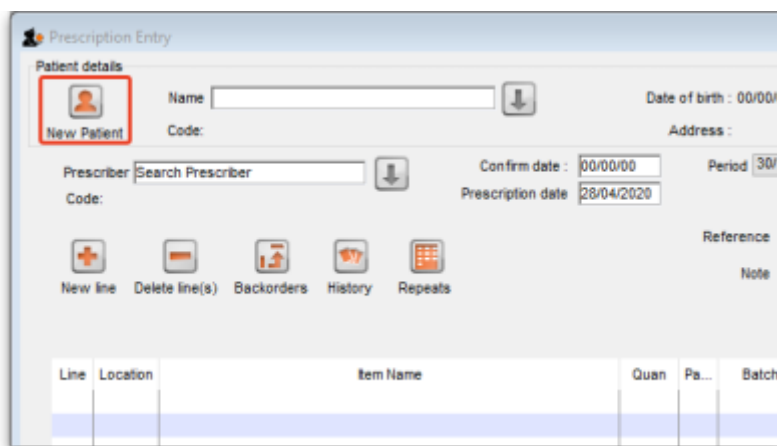 Prescription Entry
Patient details
Name
Date of birth : 00/00/
New Patient
Code:
Address :
Prescriber Search Prescriber
Confirm date : 00/00/00
Period 30/
Code:
Prescription date 28/04/2020
Reference
Note
New line Delete line(s) Backorders History Repeats
Line Location Item Name Quan Pa... Batch